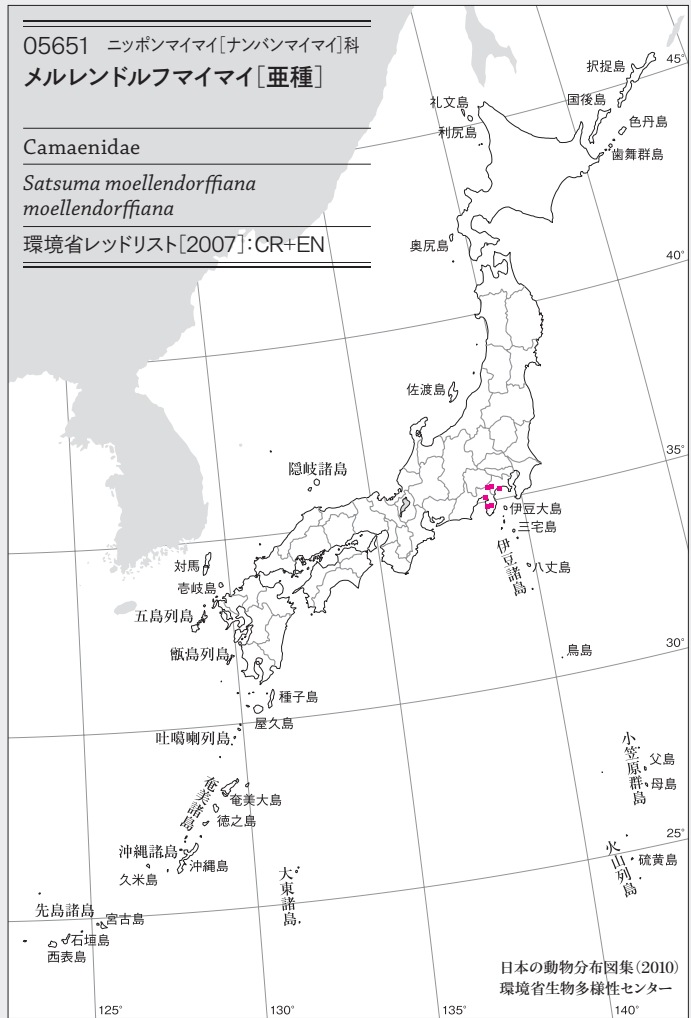 05651 ニッポンマイマイ[ナンバンマイマイ]科
メルレンドルフマイマイ[亜種]
Camaenidae
Satsuma moellendorffiana
moellendorffiana
環境省レッドリスト[2007]:CR+EN
択捉島
45°
国後島
礼文島
色丹島
利尻島
歯舞群島
奥尻島
40°
佐渡島
35°
隠岐諸島
伊豆大島
三宅島
伊豆諸島
八丈島
対馬
壱岐島
五島列島
甑島列島
鳥島
30°
種子島
屋久島
吐噶喇列島
小笠原群島
父島
母島
奄美諸島
奄美大島
徳之島
25°
沖縄諸島
沖縄島
久米島
火山列島
硫黄島
大東諸島
先島諸島
宮古島
石垣島
西表島
日本の動物分布図集(2010)
環境省生物多様性センター
125°
130°
135°
140°